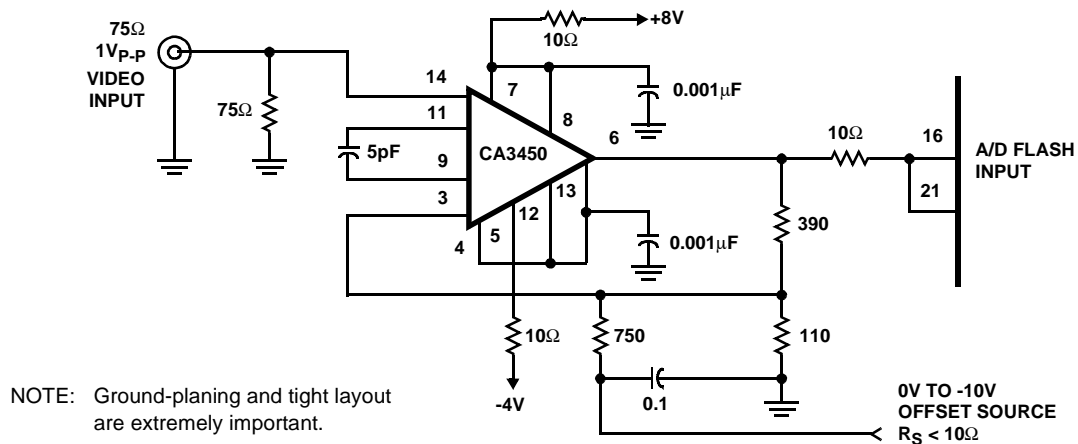 75Ω
1VP-P
VIDEO
INPUT
75Ω
10Ω
+8V
14
7
0.001μF
11
8
5pF
9
CA3450
6
10Ω
16
A/D FLASH
INPUT
21
3
13
12
5
4
0.001μF
390
10Ω
750
110
-4V
0.1
0V TO -10V
OFFSET SOURCE
RS < 10Ω
NOTE: Ground-planing and tight layout
are extremely important.